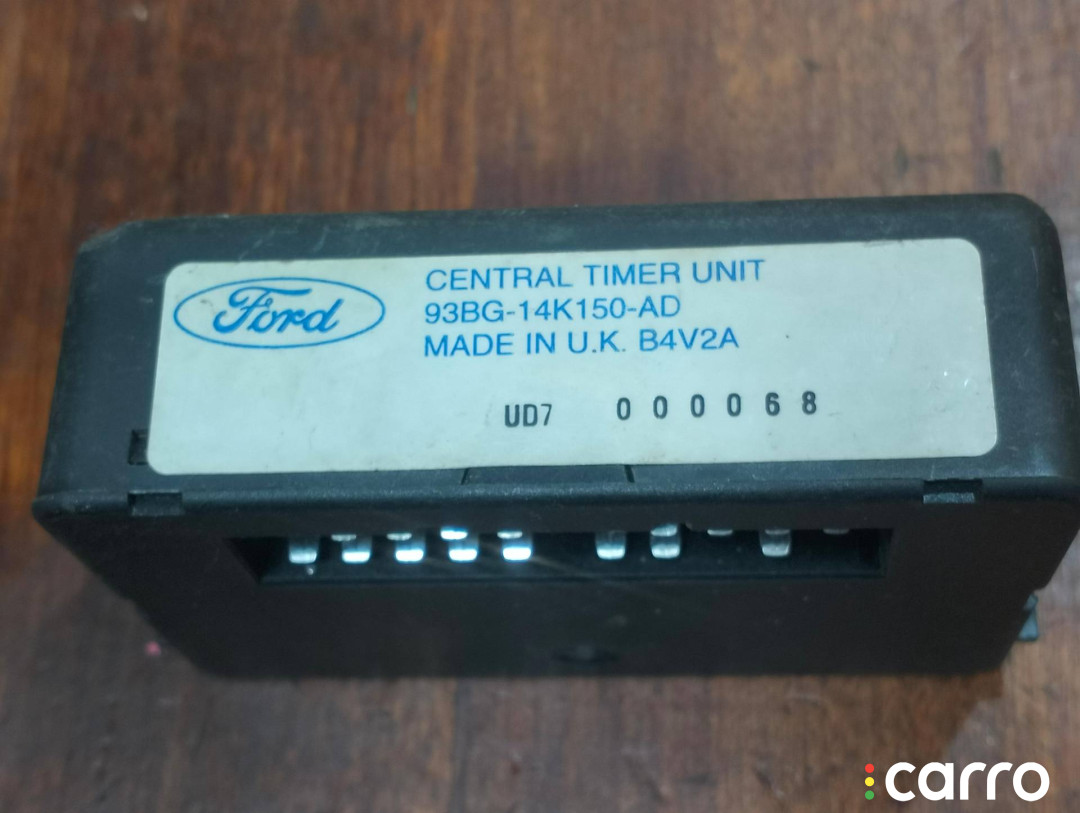 Ford
CENTRAL TIMER UNIT
93BG-14K150-AD
MADE IN U.K. B4V2A
UD7 000068
carro